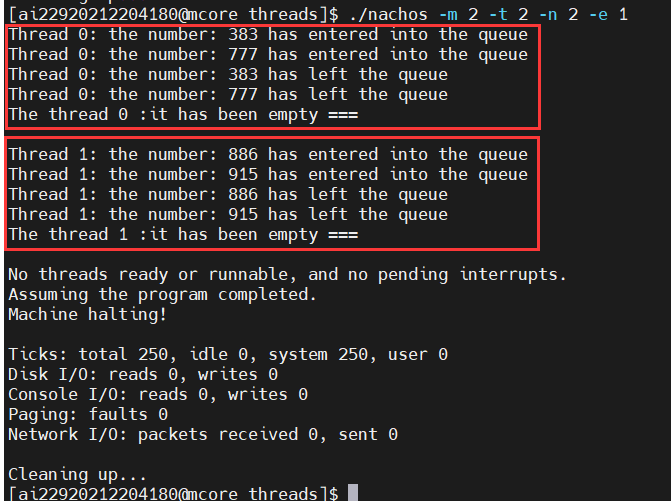 [ai22920212204180@mcore threads]$ ./nachos -m 2 -t 2 -n 2 -e 1
Thread 0: the number: 383 has entered into the queue
Thread 0: the number: 777 has entered into the queue
Thread 0: the number: 383 has left the queue
Thread 0: the number: 777 has left the queue
The thread 0 :it has been empty ===
Thread 1: the number: 886 has entered into the queue
Thread 1: the number: 915 has entered into the queue
Thread 1: the number: 886 has left the queue
Thread 1: the number: 915 has left the queue
The thread 1 :it has been empty ===
No threads ready or runnable, and no pending interrupts.
Assuming the program completed.
Machine halting!
Ticks: total 250, idle 0, system 250, user 0
Disk I/O: reads 0, writes 0
Console I/O: reads 0, writes 0
Paging: faults 0
Network I/O: packets received 0, sent 0
Cleaning up...
[ai22920212204180@mcore threads]$